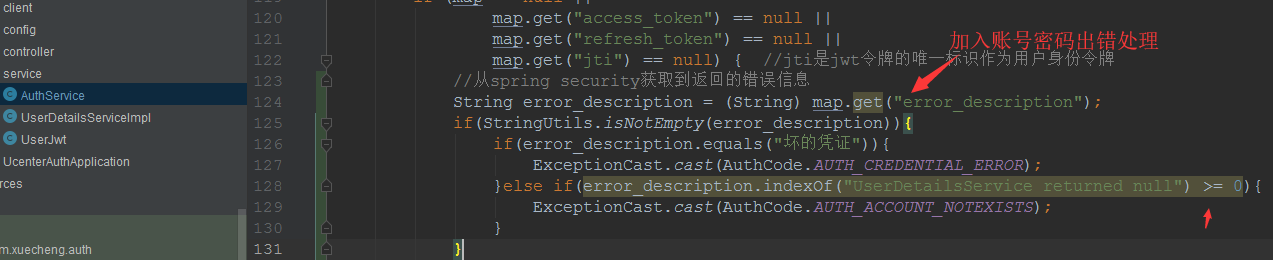 client
config
controller
service
AuthService
UserDetailsServiceImpl
UserJwt
UcenterAuthApplication
rces
m.xuecheng.auth
120 map.get("access_token") == null ||
121 map.get("refresh_token") == null ||
122 map.get("jti") == null) { //jti是jwt令牌的唯一标识作为用户身份令牌
加入账号密码出错处理
123 //从spring security获取到返回的错误信息
124 String error_description = (String) map.get("error_description");
125 if(StringUtils.isNotEmpty(error_description)){
126 if(error_description.equals("坏的凭证")){
127 ExceptionCast.cast(AuthCode.AUTH_CREDENTIAL_ERROR);
128 }else if(error_description.indexOf("UserDetailsService returned null") >= 0){
129 ExceptionCast.cast(AuthCode.AUTH_ACCOUNT_NOTEXISTS);
130 }
131 }